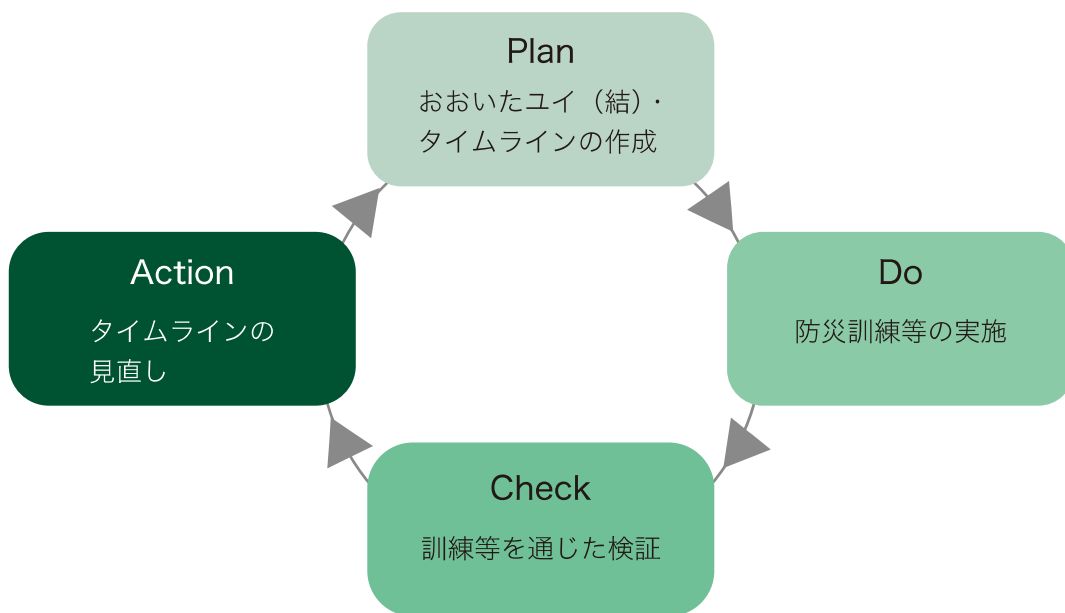 Plan
おおいたユイ（結）・
タイムラインの作成
Do
防災訓練等の実施
Check
訓練等を通じた検証
Action
タイムラインの
見直し